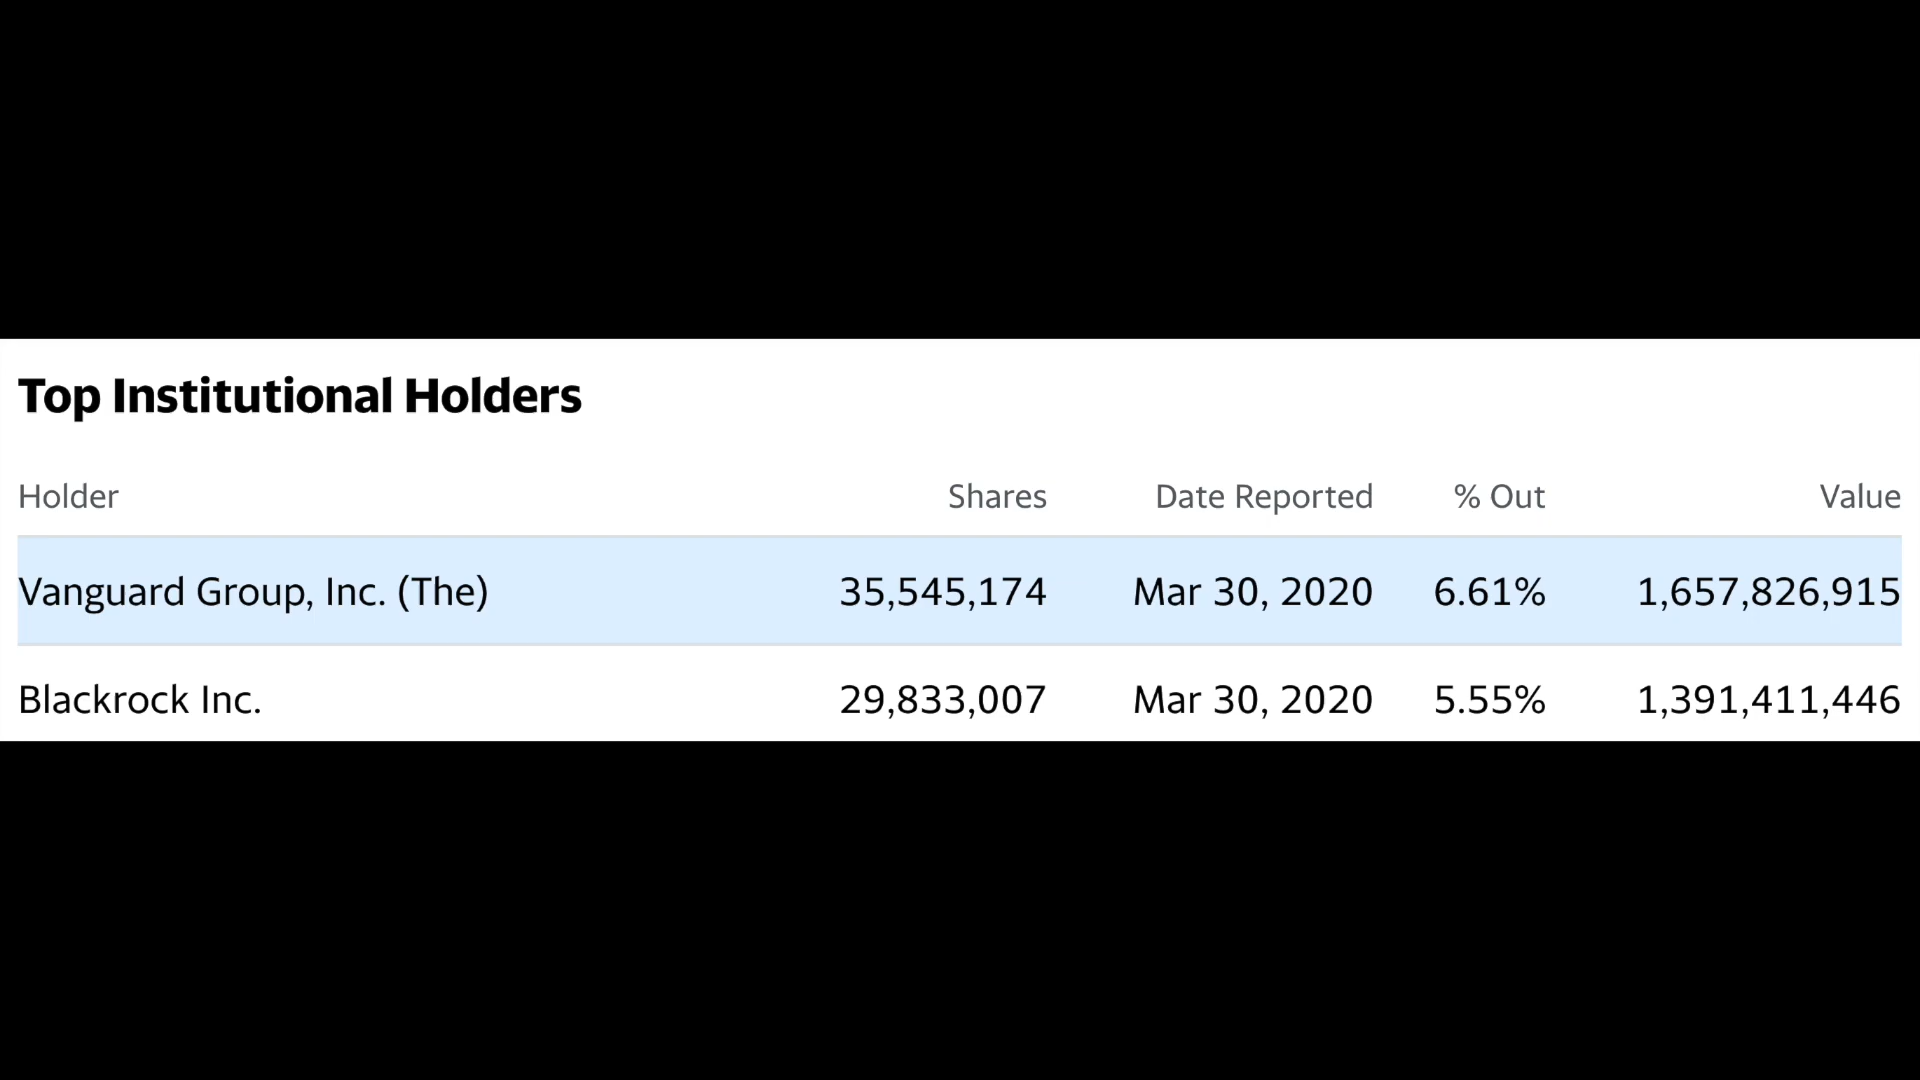 Top Institutional Holders
Holder Shares Date Reported % Out Value
Vanguard Group, Inc. (The) 35,545,174 Mar 30, 2020 6.61% 1,657,826,915
Blackrock Inc. 29,833,007 Mar 30, 2020 5.55% 1,391,411,446